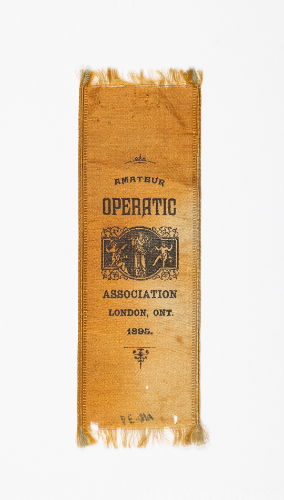 AMATEUR
OPERATIC
ASSOCIATION
LONDON, ONT.
1895.